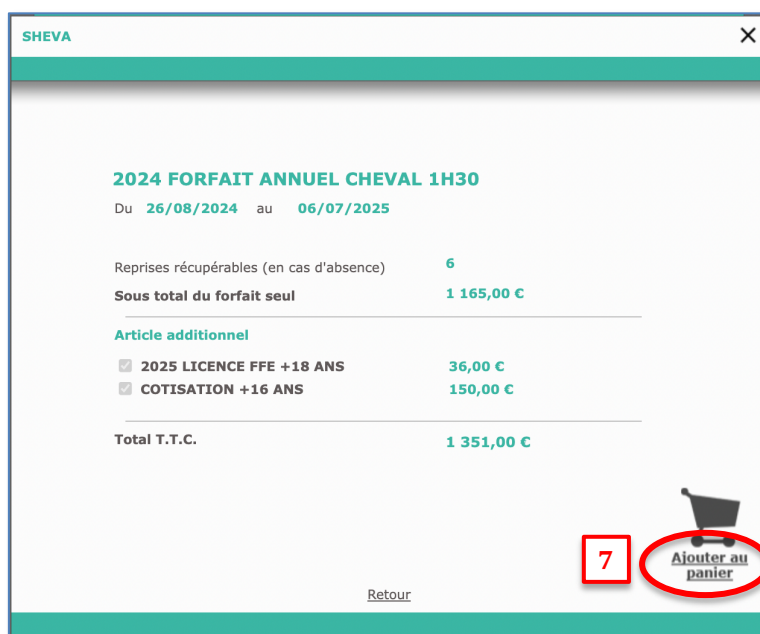 SHEVA
2024 FORFAIT ANNUEL CHEVAL 1H30
Du 26/08/2024 au 06/07/2025
Reprises récupérables (en cas d'absence) 6
Sous total du forfait seul 1 165,00 €
Article additionnel
2025 LICENCE FFE +18 ANS 36,00 €
COTISATION +16 ANS 150,00 €
Total T.T.C. 1 351,00 €
7
Ajouter au
panier
Retour